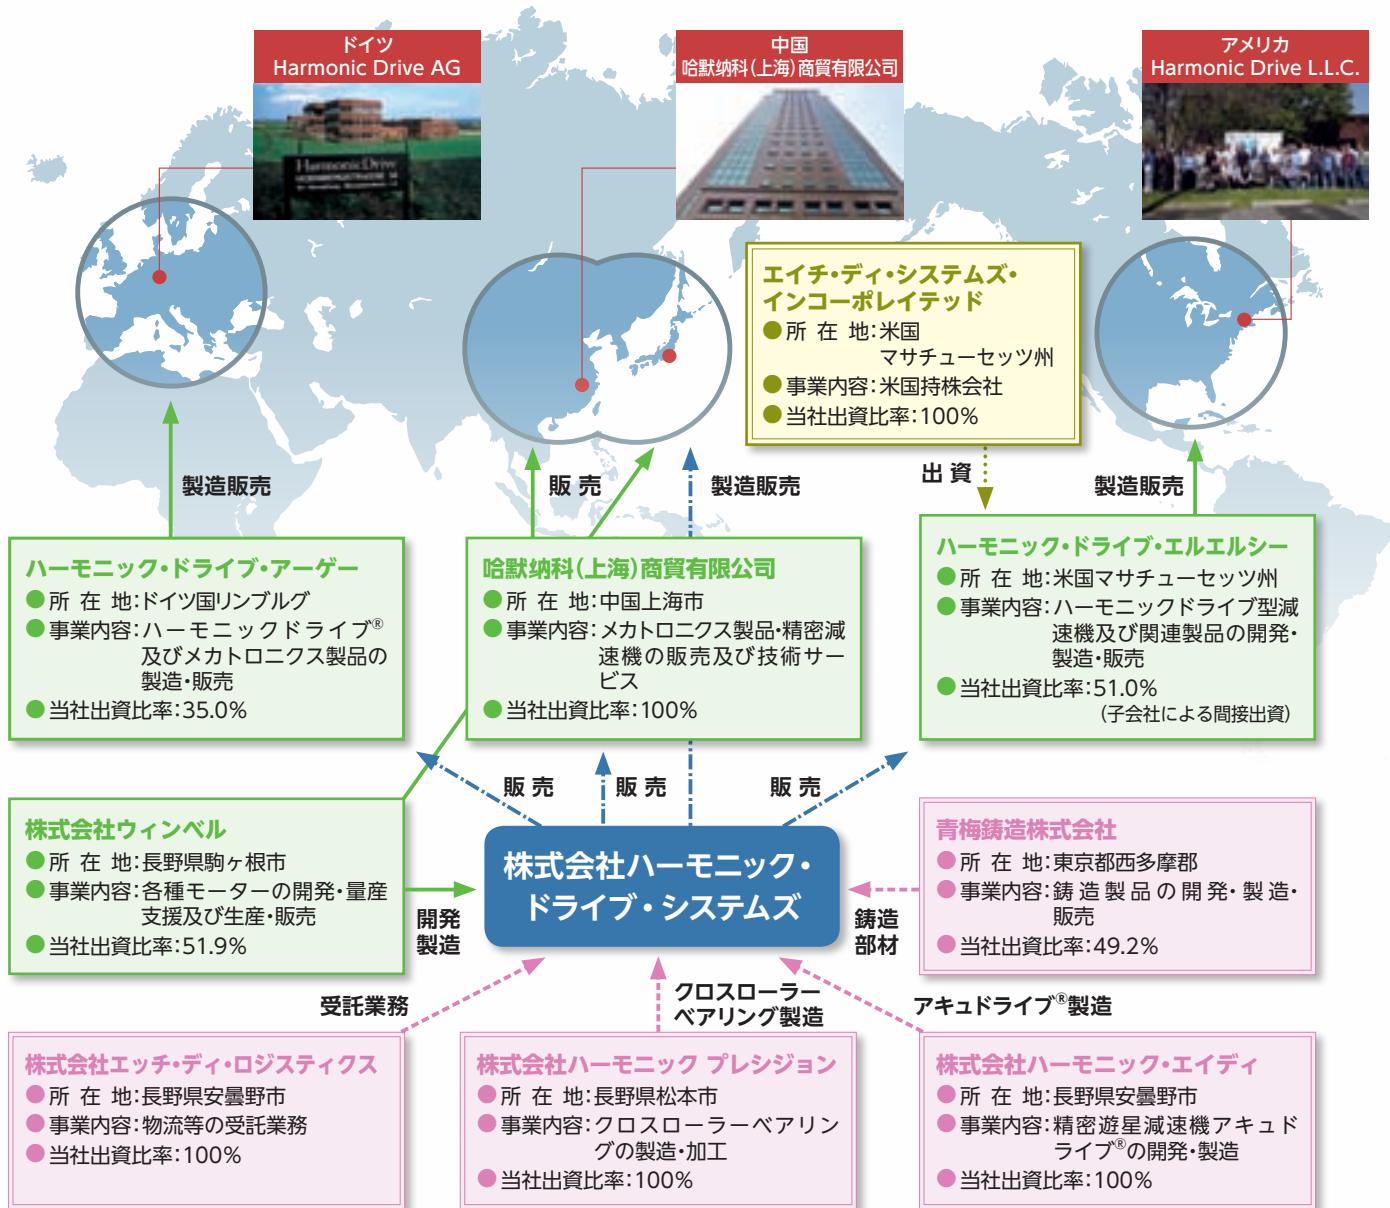 ドイツ
Harmonic Drive AG
中国
哈默纳科(上海)商貿有限公司
アメリカ
Harmonic Drive L.L.C.
HarmonicDrive
エイチ・ディ・システムズ・
インコーポレイテッド
●所 在 地:米国
マサチューセッツ州
●事業内容:米国持株会社
●当社出資比率:100%
出 資
製造販売
販 売
製造販売
製造販売
ハーモニック・ドライブ・アーゲー
●所 在 地:ドイツ国リンブルグ
●事業内容:ハーモニックドライブ®
及びメカトロニクス製品の
製造・販売
●当社出資比率:35.0%
哈默纳科(上海)商貿有限公司
●所 在 地:中国上海市
●事業内容:メカトロニクス製品・精密減
速機の販売及び技術サー
ビス
●当社出資比率:100%
ハーモニック・ドライブ・エルエルシー
●所 在 地:米国マサチューセッツ州
●事業内容:ハーモニックドライブ型減
速機及び関連製品の開発・
製造・販売
●当社出資比率:51.0%
(子会社による間接出資)
販 売
販 売
販 売
株式会社ウィンベル
●所 在 地:長野県駒ヶ根市
●事業内容:各種モーターの開発・量産
支援及び生産・販売
●当社出資比率:51.9%
開発
製造
株式会社ハーモニック・
ドライブ・システムズ
鋳造
部材
青梅鋳造株式会社
●所 在 地:東京都西多摩郡
●事業内容:鋳造製品の開発・製造・
販売
●当社出資比率:49.2%
受託業務
クロスローラー
ベアリング製造
アキュドライブ®製造
株式会社エッチ・ディ・ロジスティクス
●所 在 地:長野県安曇野市
●事業内容:物流等の受託業務
●当社出資比率:100%
株式会社ハーモニック プレシジョン
●所 在 地:長野県松本市
●事業内容:クロスローラーベアリン
グの製造・加工
●当社出資比率:100%
株式会社ハーモニック・エイディ
●所 在 地:長野県安曇野市
●事業内容:精密遊星減速機アキュド
ライブ®の開発・製造
●当社出資比率:100%